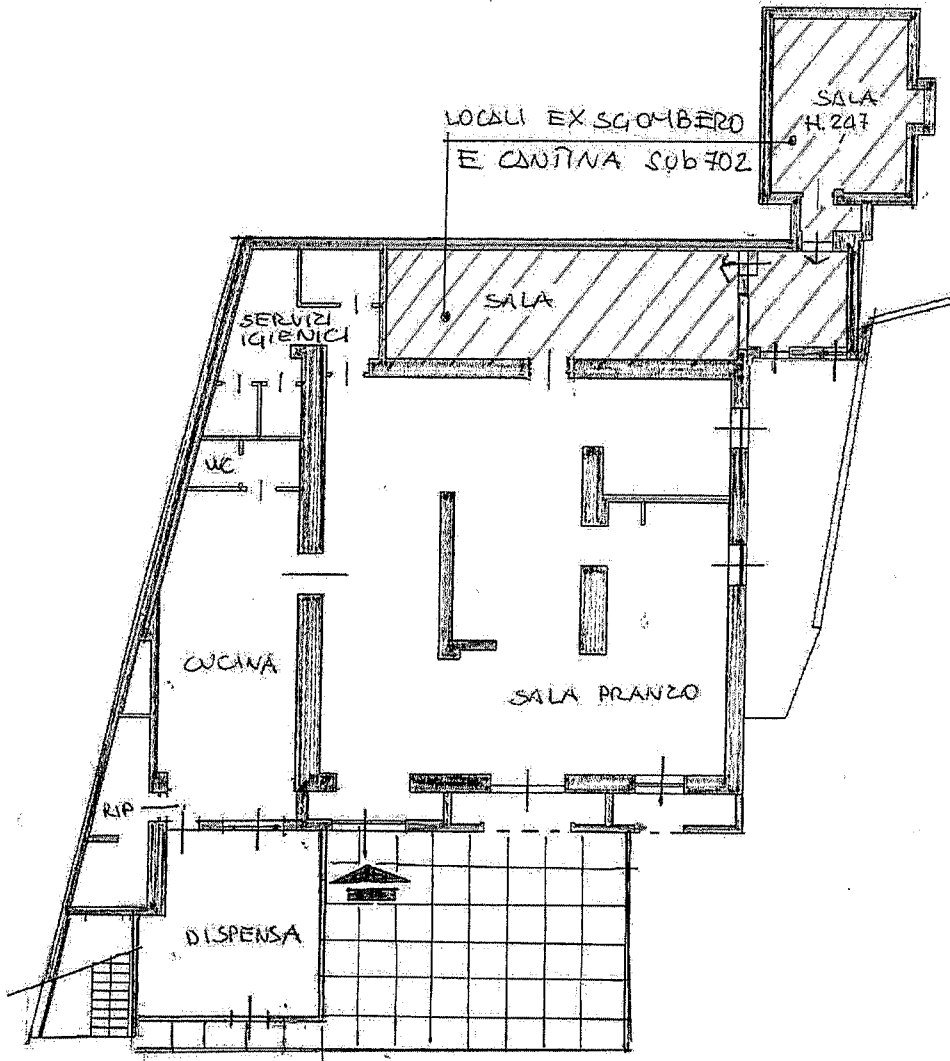 SALA
H. 247
LOCALI EX SGOMBERO
E CANTINA SUB 702
SALA
SERVIZI
IGIENICI
WC
CUCINA
SALA PRANZO
RIP
DISPENSA